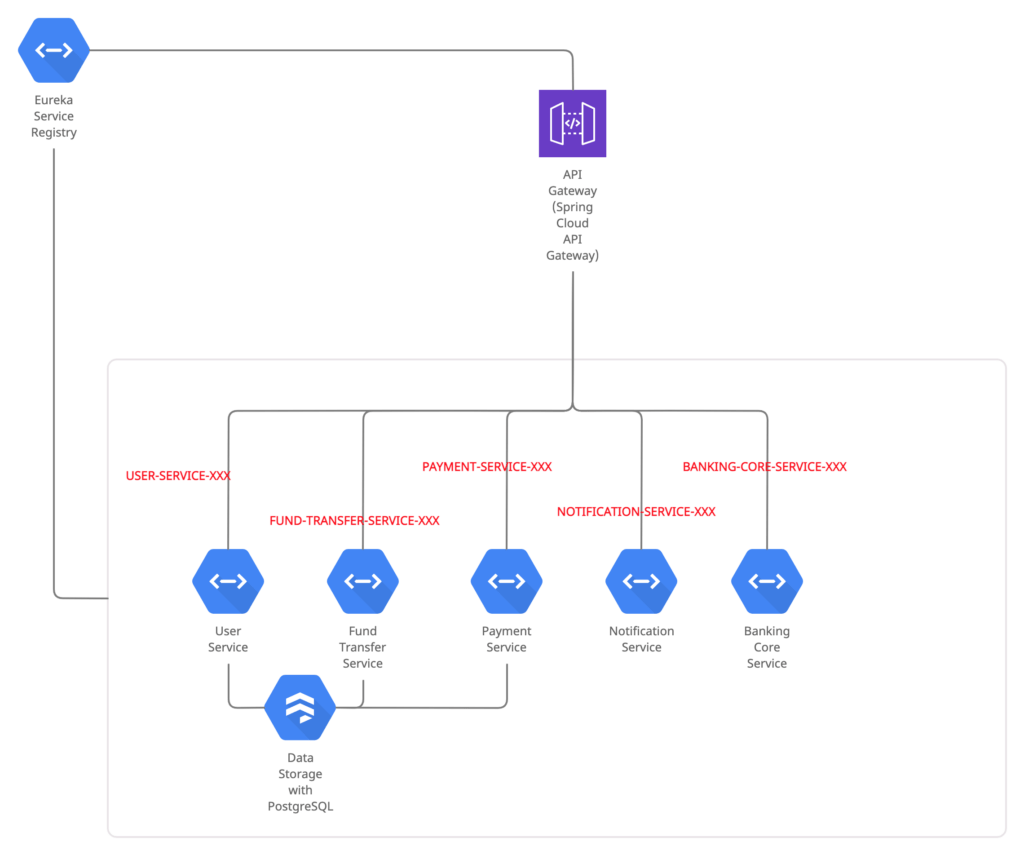 Eureka
Service
Registry
API
Gateway
(Spring
Cloud
API
Gateway)
USER-SERVICE-XXX
FUND-TRANSFER-SERVICE-XXX
PAYMENT-SERVICE-XXX
NOTIFICATION-SERVICE-XXX
BANKING-CORE-SERVICE-XXX
User
Service
Fund
Transfer
Service
Payment
Service
Notification
Service
Banking
Core
Service
Data
Storage
with
PostgreSQL